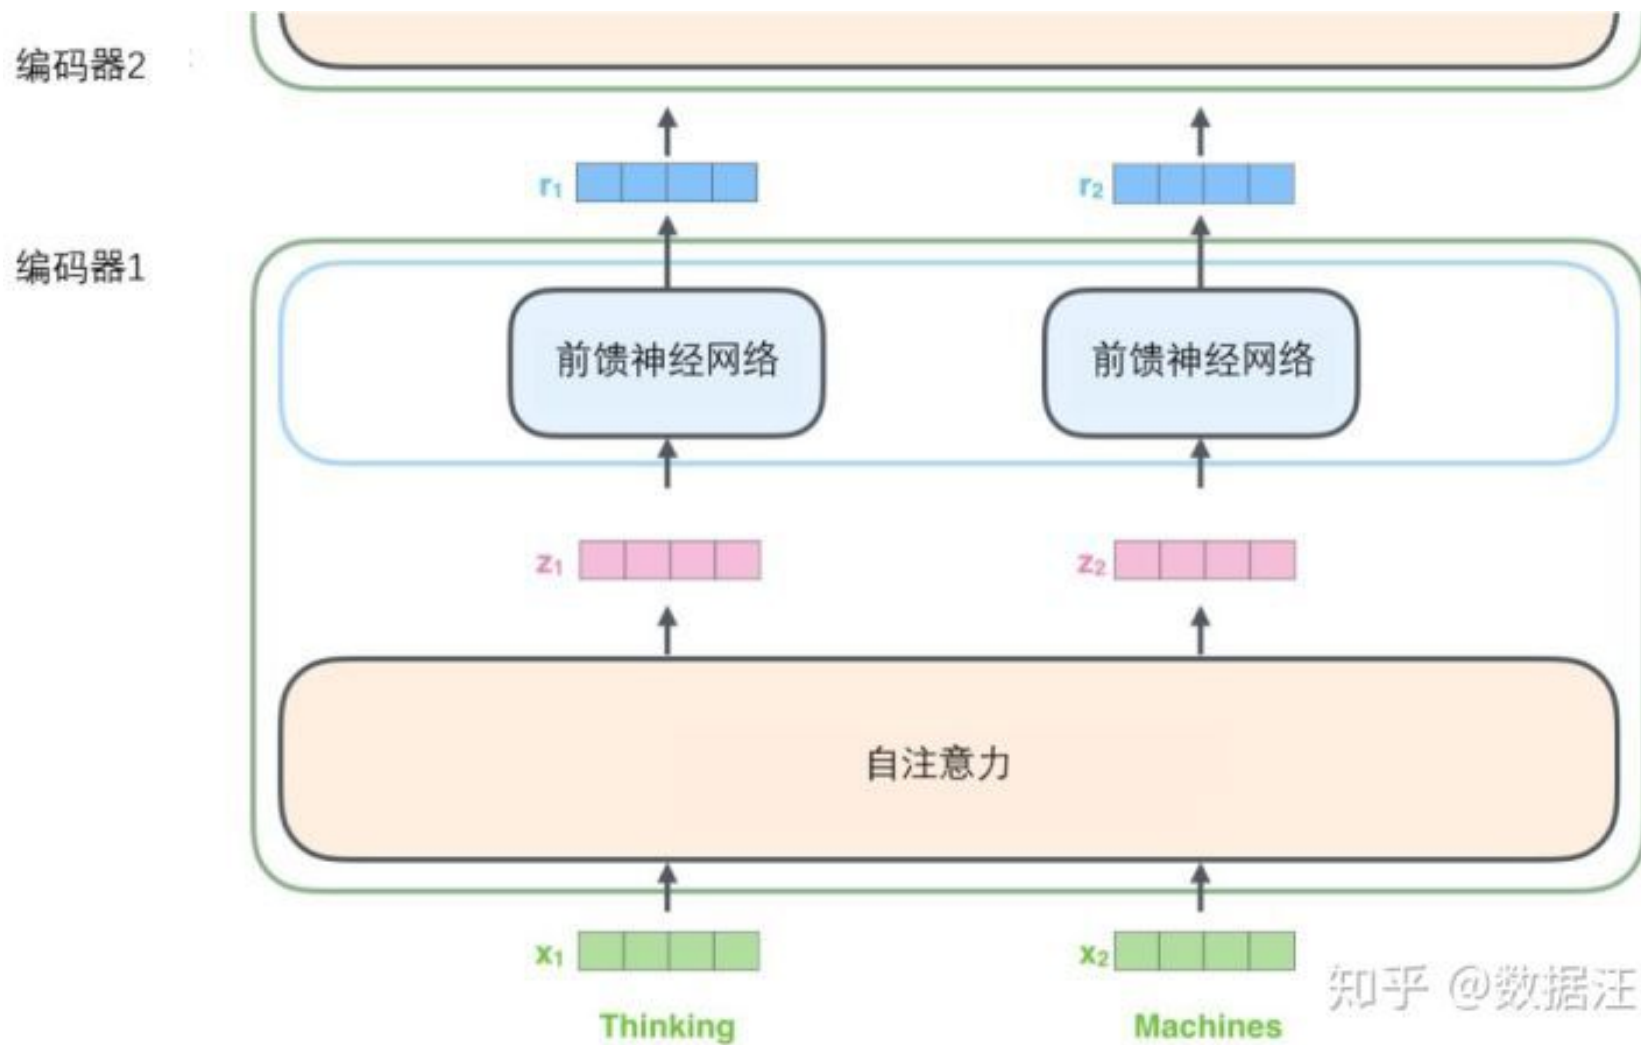 编码器2
r₁
r₂
编码器1
前馈神经网络
前馈神经网络
z₁
z₂
自注意力
x₁
x₂
Thinking
Machines
知乎 @数据汪